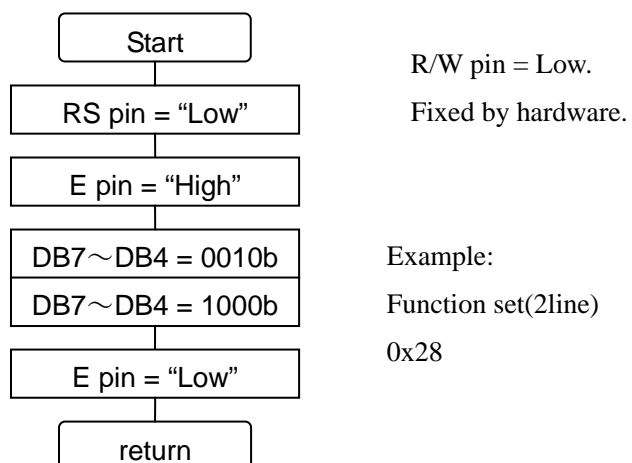 Start
R/W pin = Low.
RS pin = “Low”
Fixed by hardware.
E pin = “High”
DB7～DB4 = 0010b
Example:
DB7～DB4 = 1000b
Function set(2line)
0x28
E pin = “Low”
return